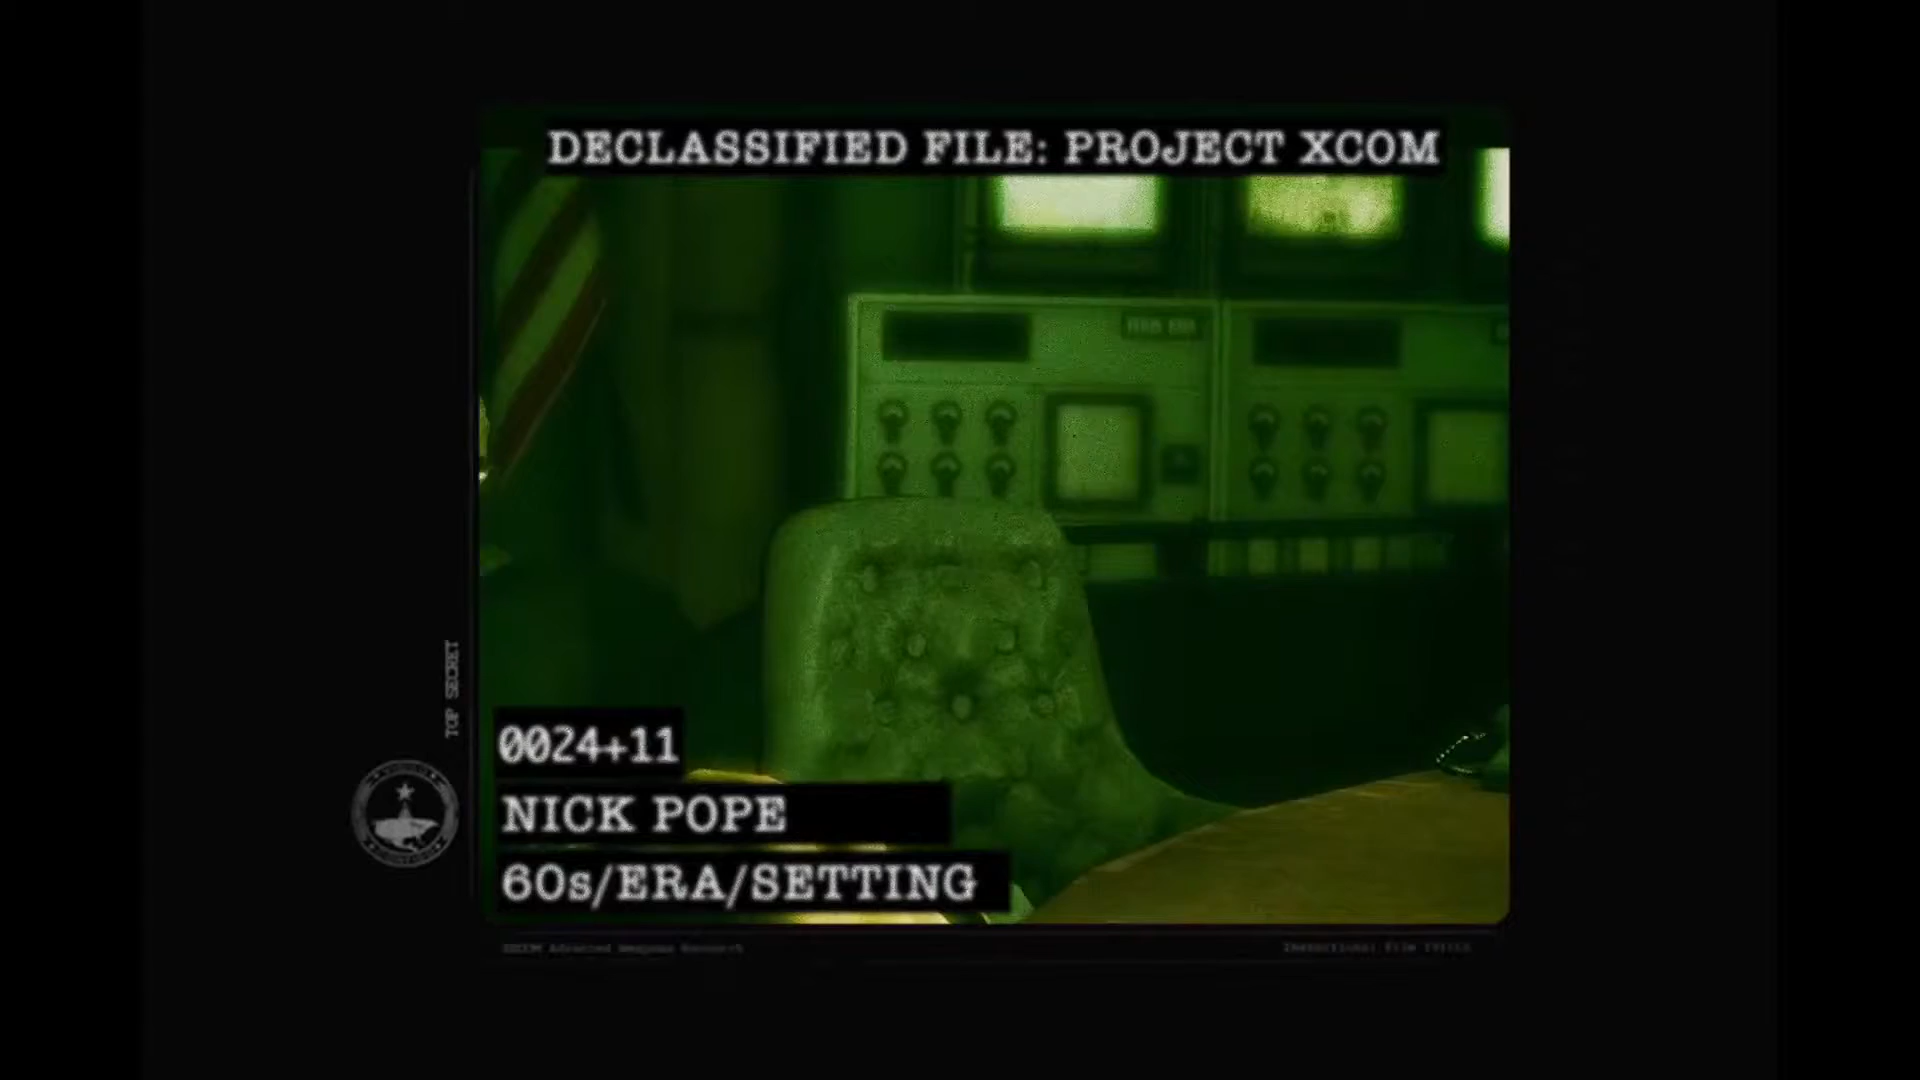 DECLASSIFIED FILE: PROJECT XCOM
TOP SECRET
0024+11
NICK POPE
60s/ERA/SETTING